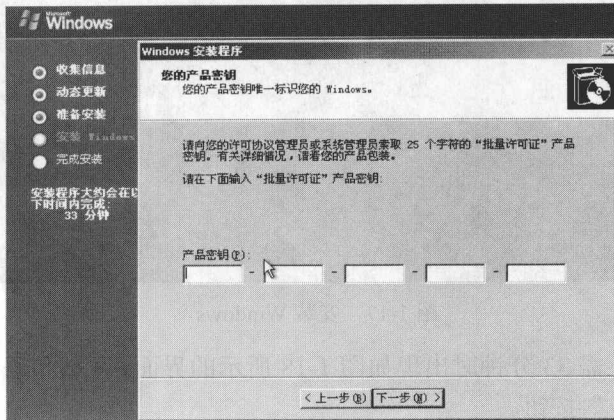 Microsoft
Windows
Windows 安装程序
收集信息
动态更新
准备安装
安装 Windows
完成安装
安装程序大约会在以
下时间内完成:
33 分钟
您的产品密钥
您的产品密钥唯一标识您的 Windows。
请向您的许可协议管理员或系统管理员索取 25 个字符的“批量许可证”产品
密钥。有关详细情况，请看您的产品包装。
请在下面输入“批量许可证”产品密钥:
产品密钥(P):
- - - -
< 上一步(B) 下一步(N) >